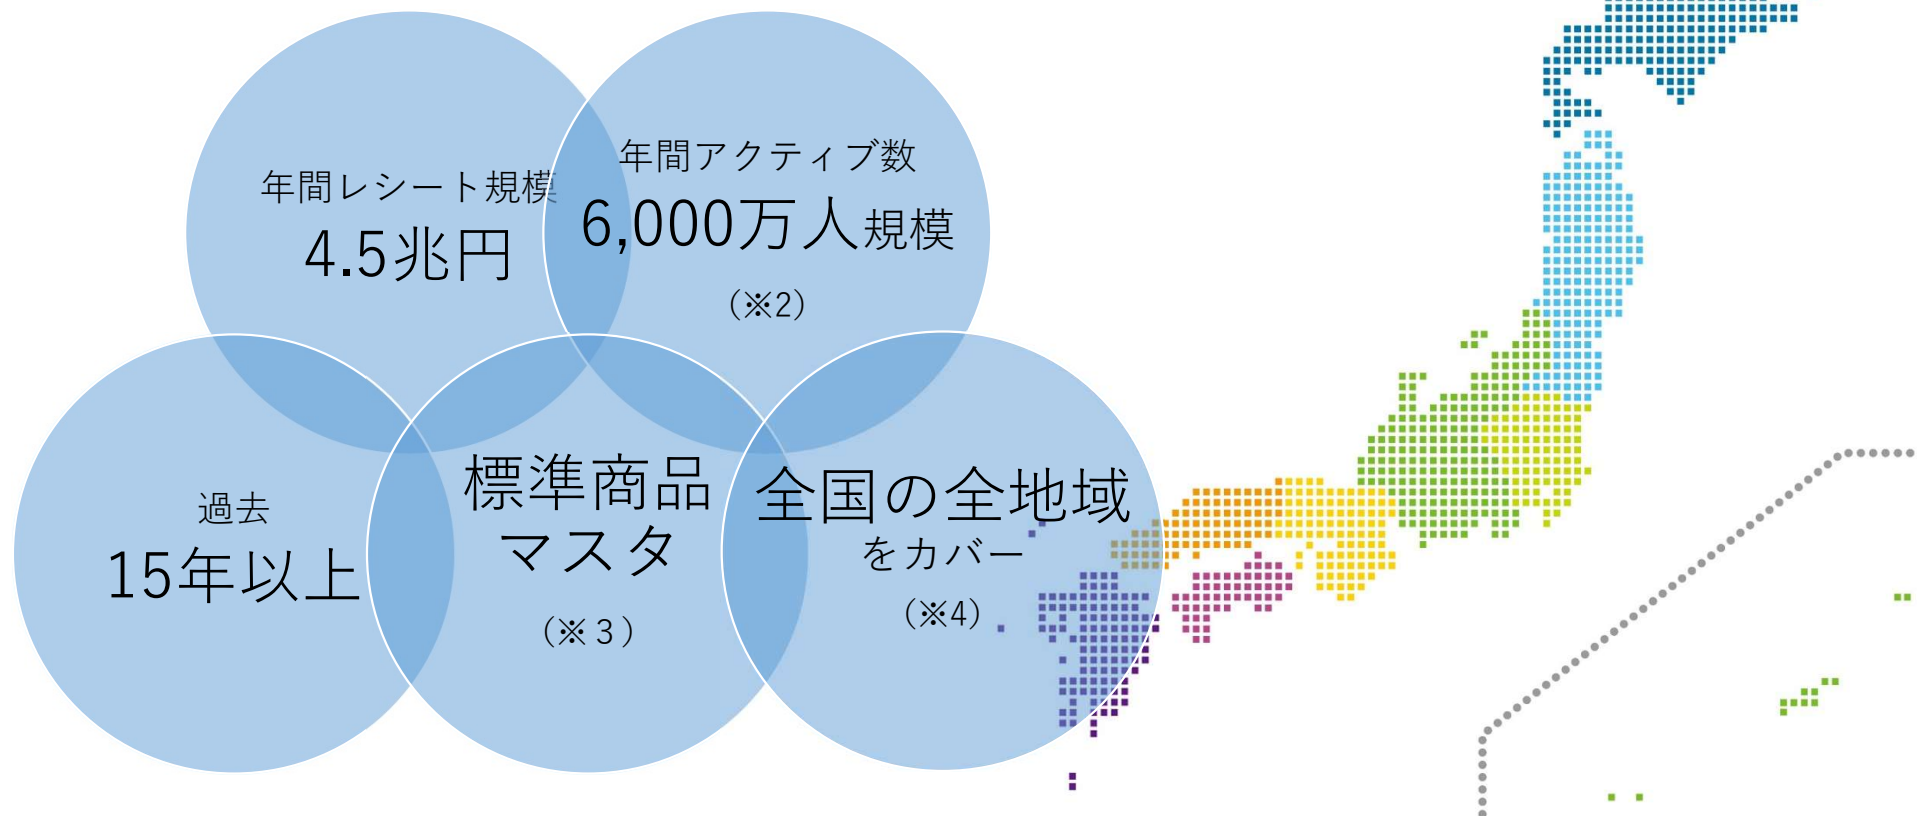 年間レシート規模
4.5兆円
年間アクティブ数
6,000万人規模
(※2)
過去
15年以上
標準商品
マスタ
(※３)
全国の全地域
をカバー
(※4)